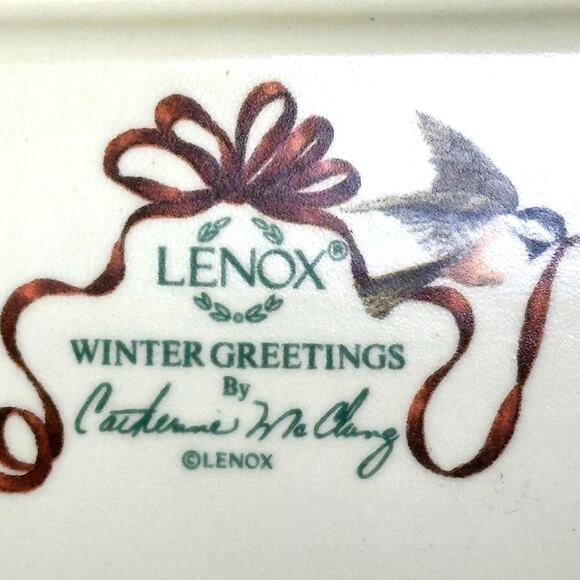 LENOX®
WINTER GREETINGS
By
Catherine McClung
©LENOX